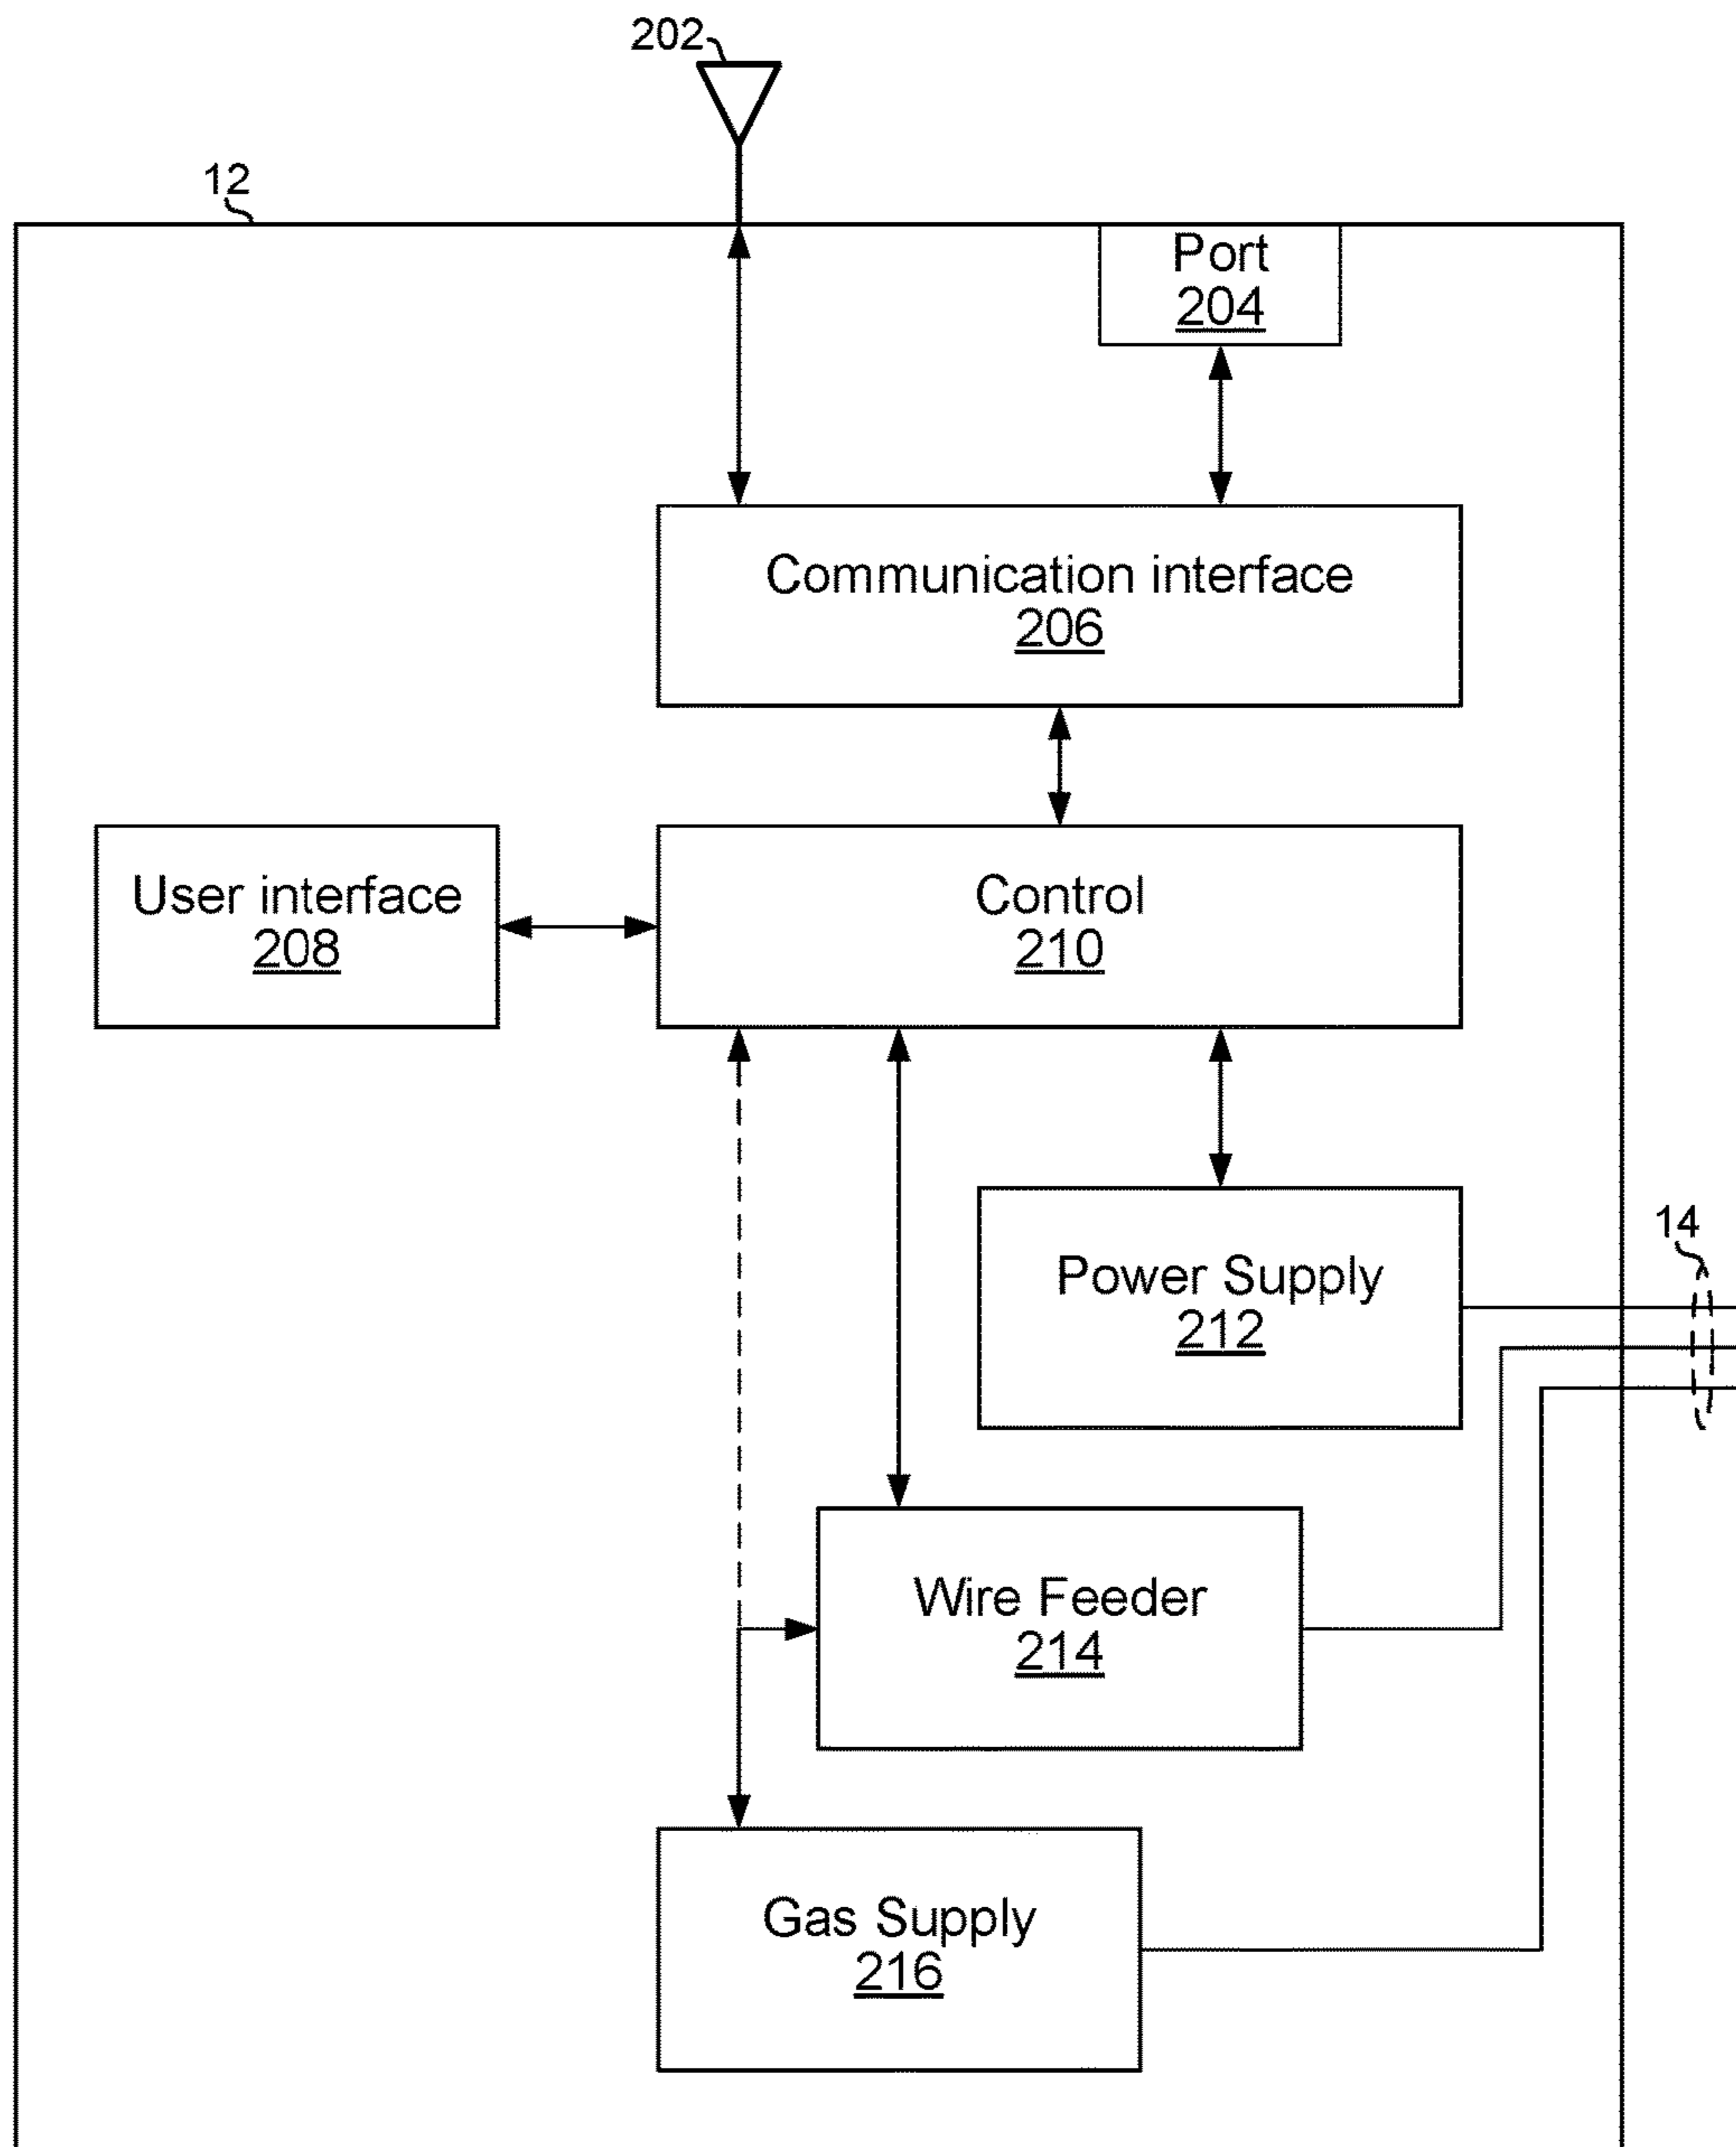 202
12
Port
204
Communication interface
206
User interface
208
Control
210
14
Power Supply
212
Wire Feeder
214
Gas Supply
216